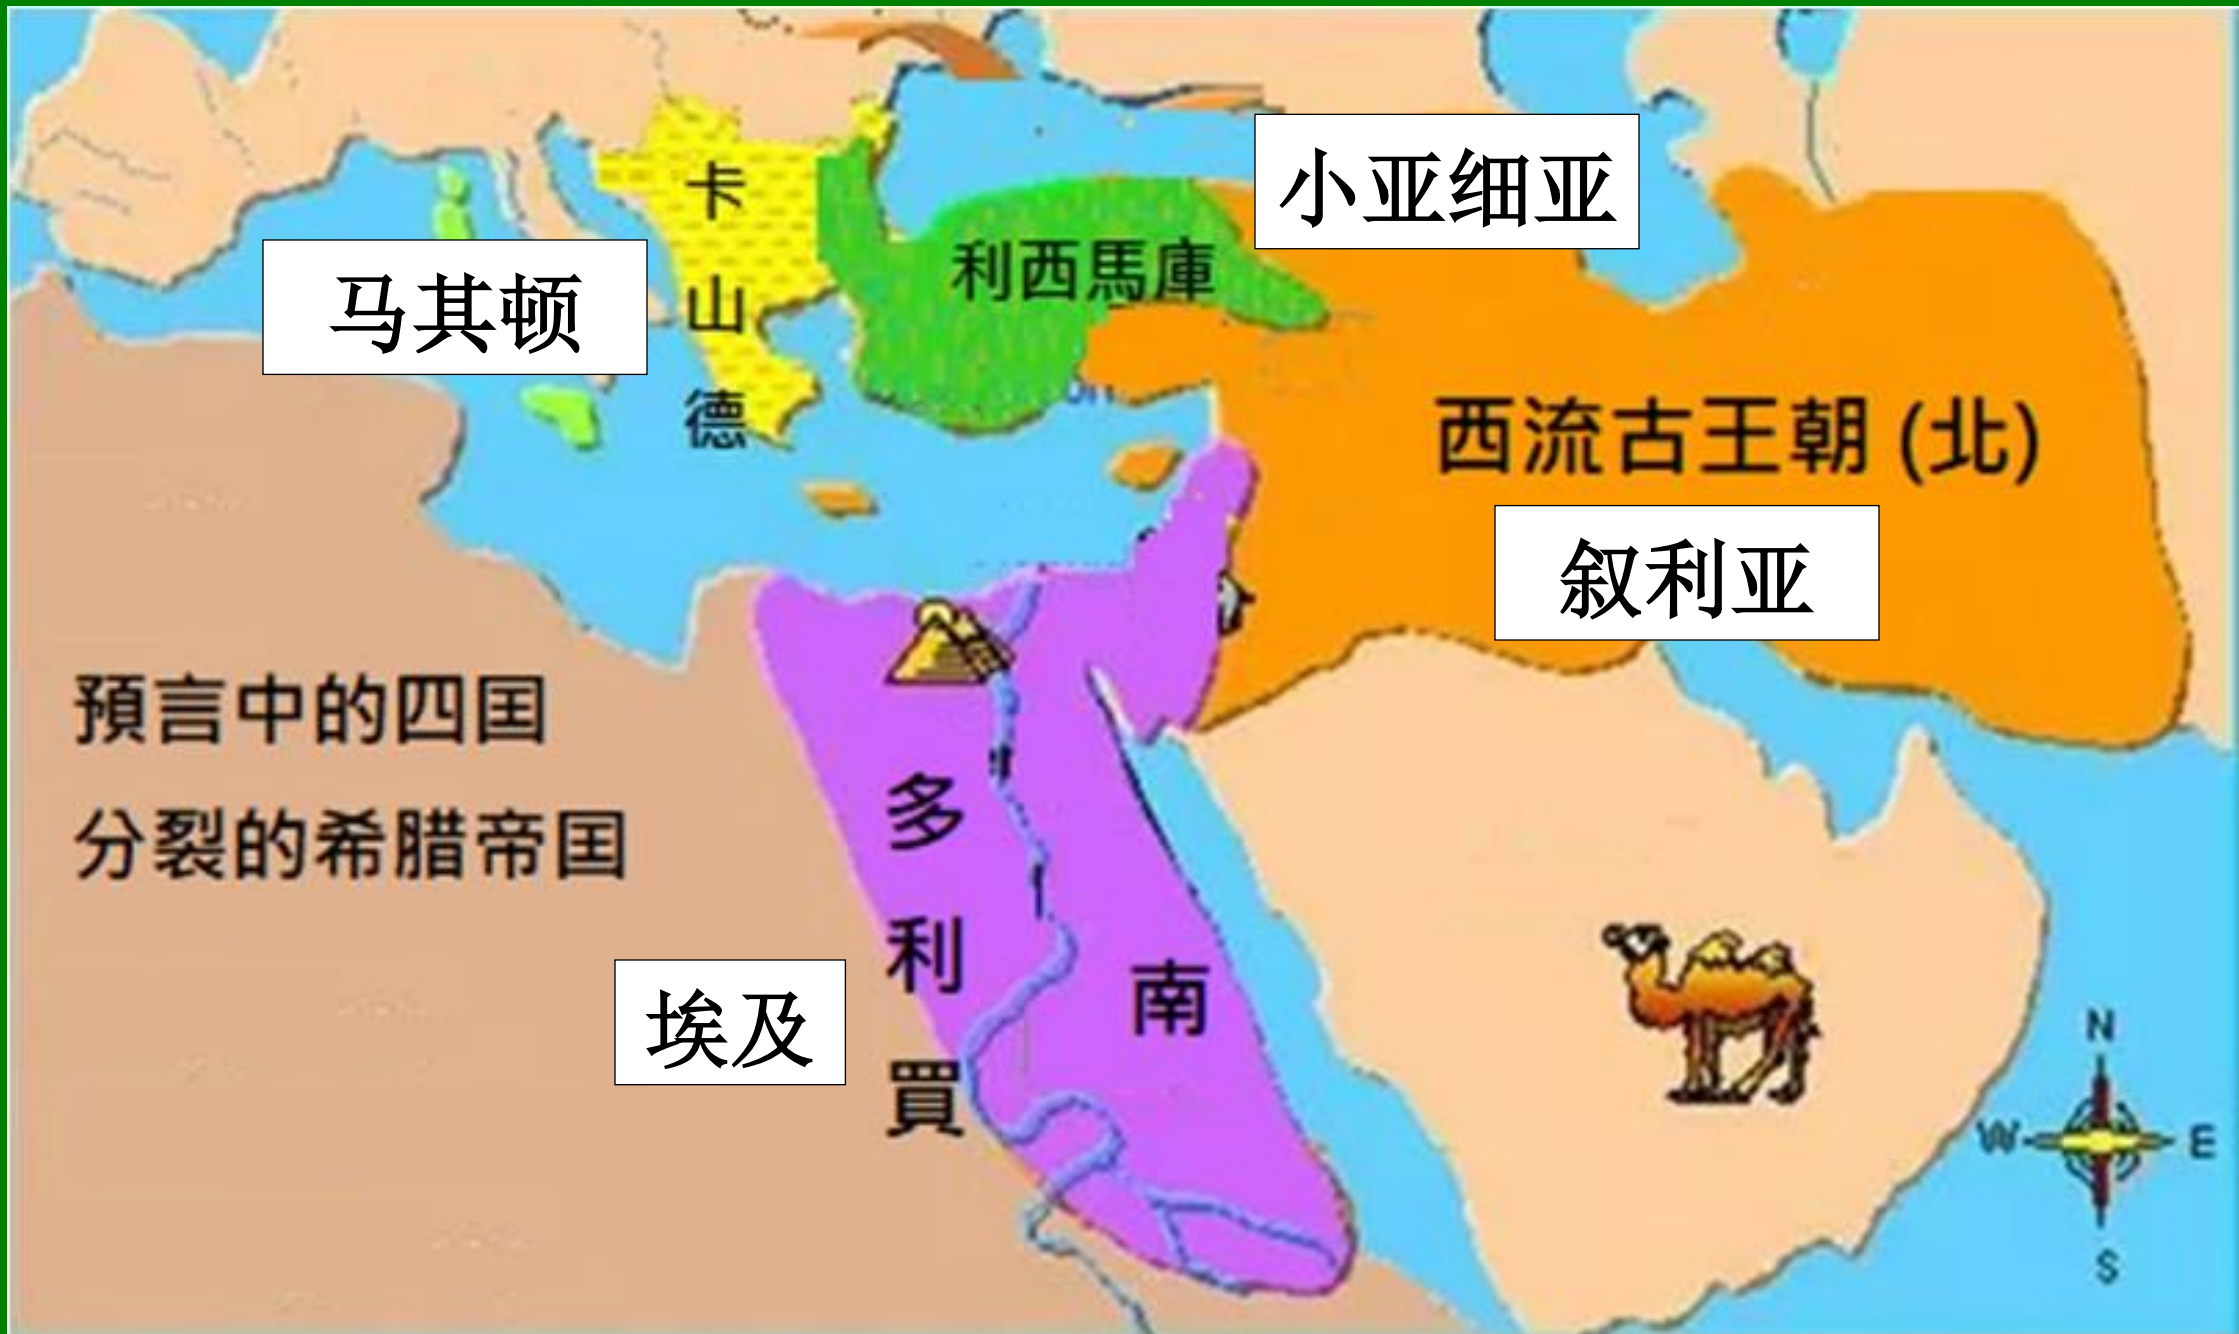 小亚细亚
卡山德
利西馬庫
马其顿
西流古王朝 (北)
叙利亚
預言中的四囯
分裂的希腊帝囯
多利買
南
埃及
N
W
E
S